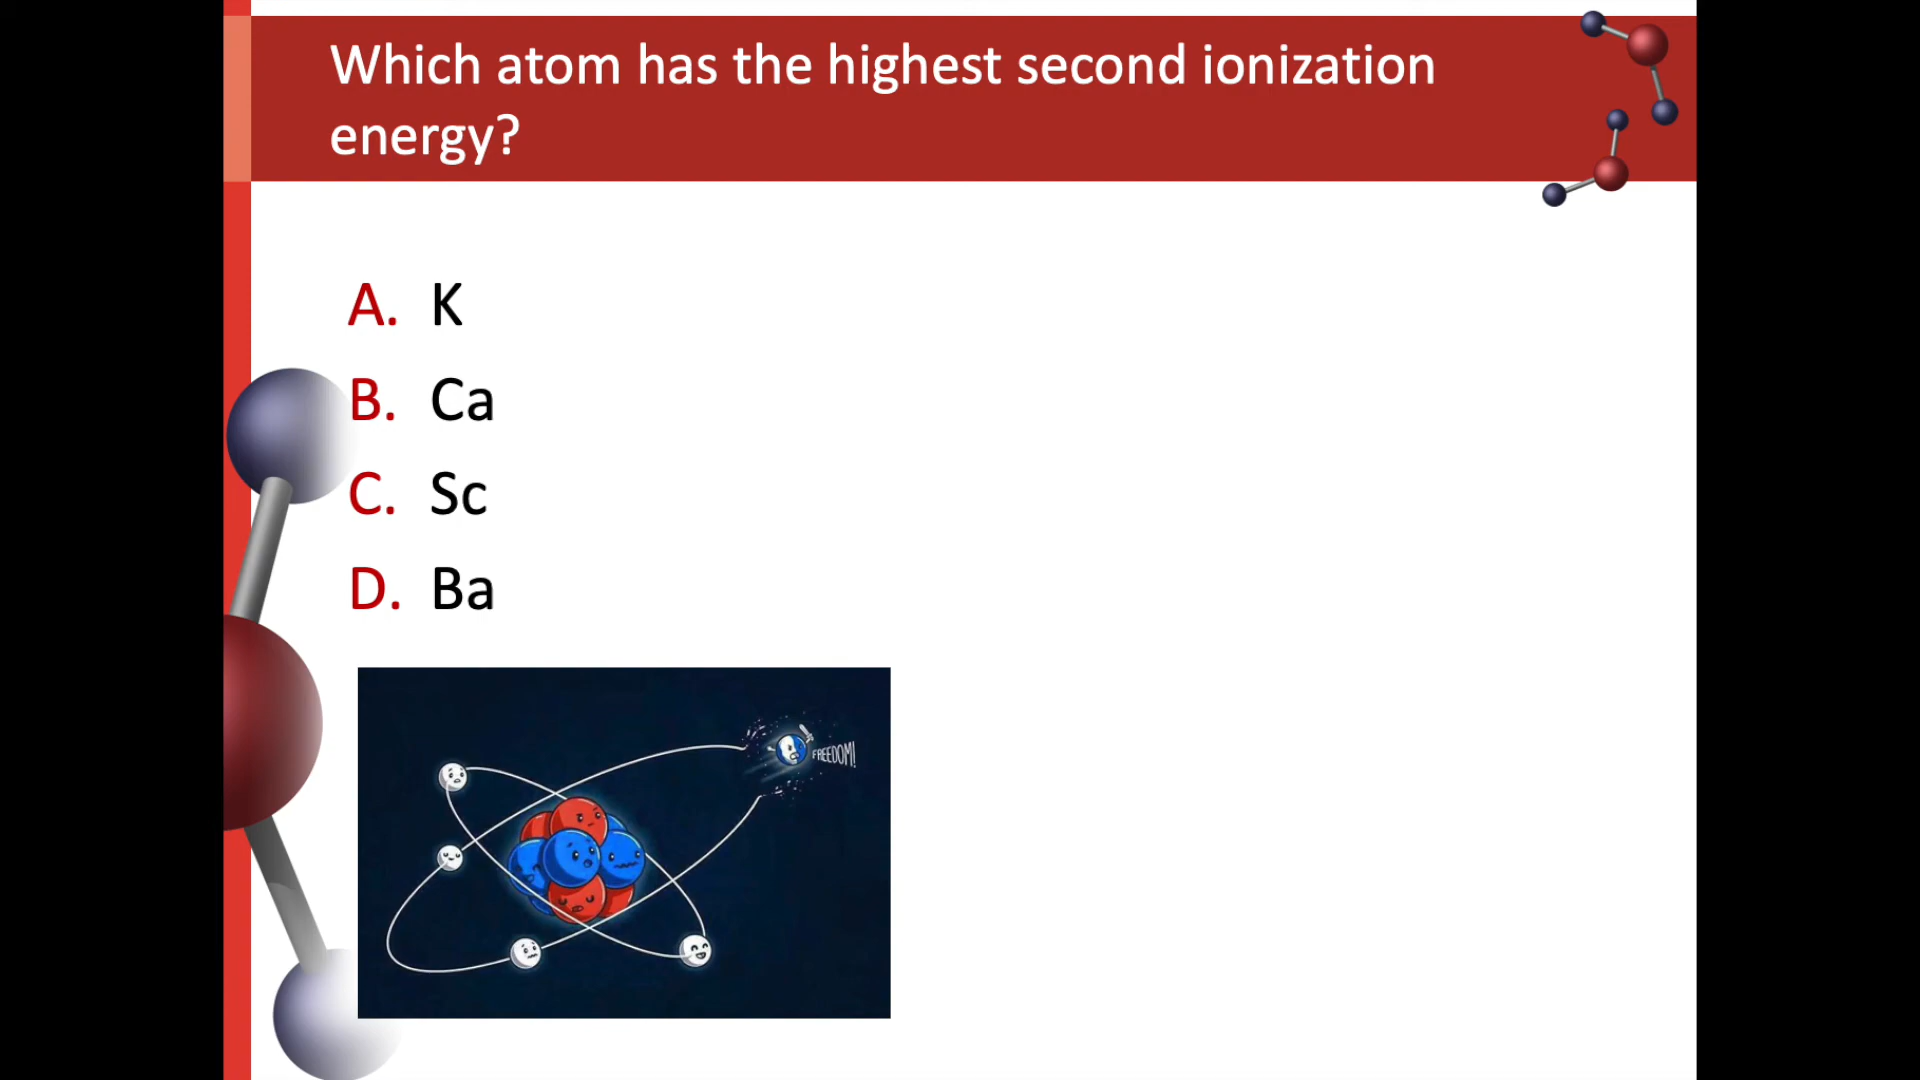 Which atom has the highest second ionization
energy?
A. K
B. Ca
C. Sc
D. Ba
FREEDOM!